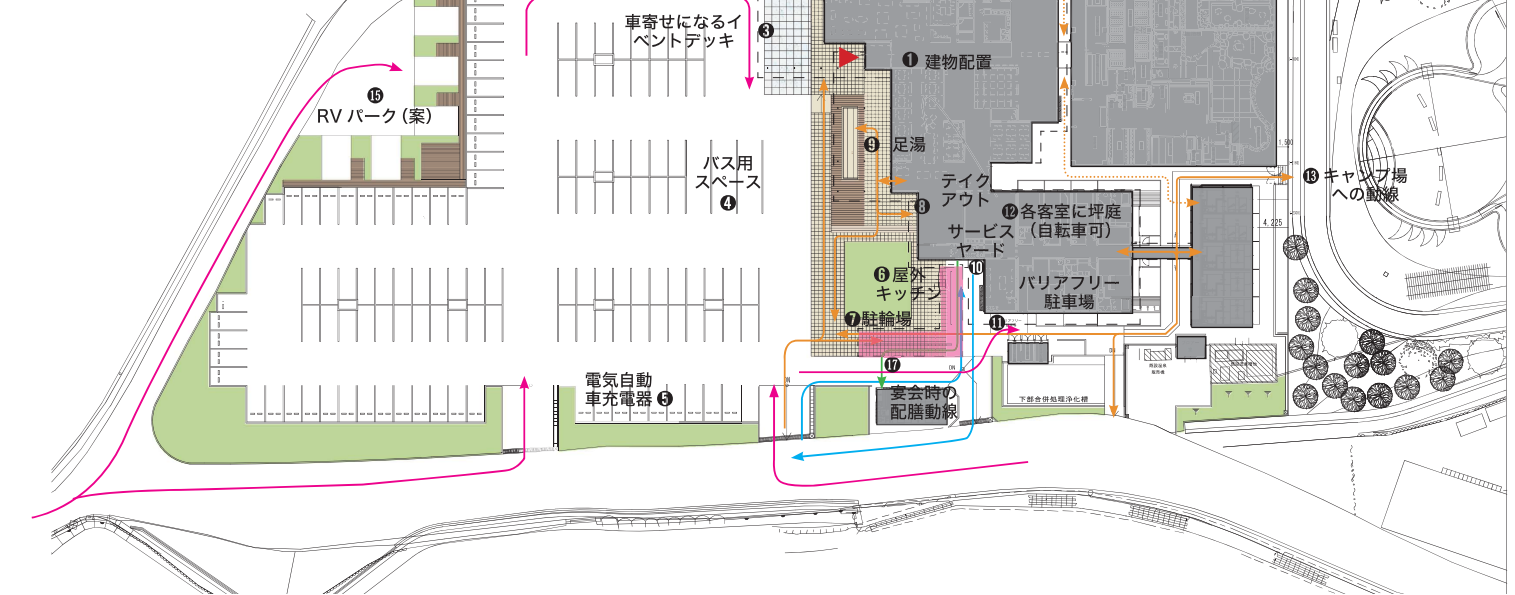 車寄せになるイ
ベントデッキ
❸
❶ 建物配置
⓯
RV パーク（案）
❾ 足湯
バス用
スペース
❹
テイク
アウト
❽
⓭ キャンプ場
への動線
1,500
⓬ 各客室に坪庭
（自転車可）
4.225
サービス
ヤード
❿
❻ 屋外
キッチン
バリアフリー
駐車場
❼ 駐輪場
⓫
⓱
DN
DN
DN
電気自動
車充電器 ❺
宴会時の
配膳動線
下部合併処理浄化槽